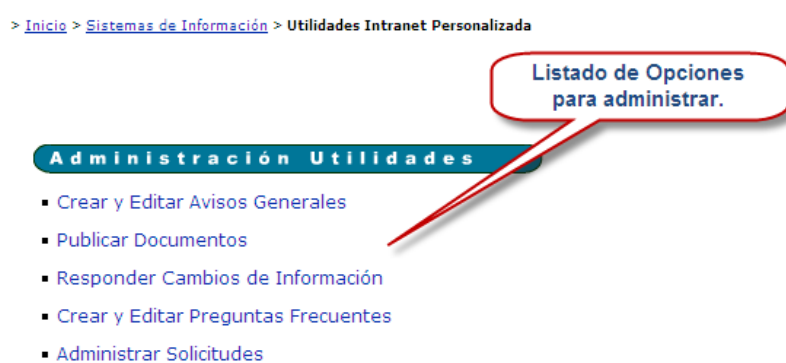 > Inicio > Sistemas de Información > Utilidades Intranet Personalizada
Listado de Opciones
para administrar.
Administración Utilidades
▪ Crear y Editar Avisos Generales
▪ Publicar Documentos
▪ Responder Cambios de Información
▪ Crear y Editar Preguntas Frecuentes
▪ Administrar Solicitudes